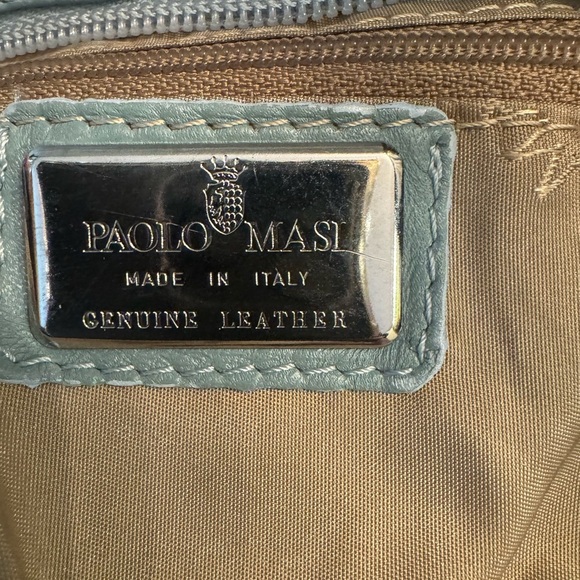 PAOLO MASI
MADE IN ITALY
GENUINE LEATHER